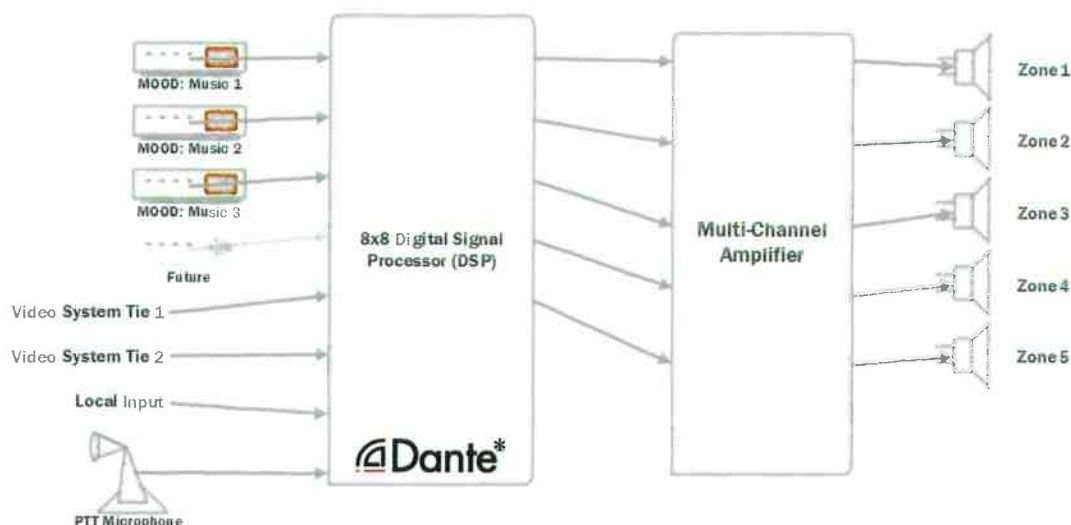 MOOD: Music 1
MOOD: Music 2
MOOD: Music 3
Future
Video System Tie 1
Video System Tie 2
Local Input
PTT Microphone
8x8 Digital Signal
Processor (DSP)
Dante*
Multi-Channel
Amplifier
Zone 1
Zone 2
Zone 3
Zone 4
Zone 5